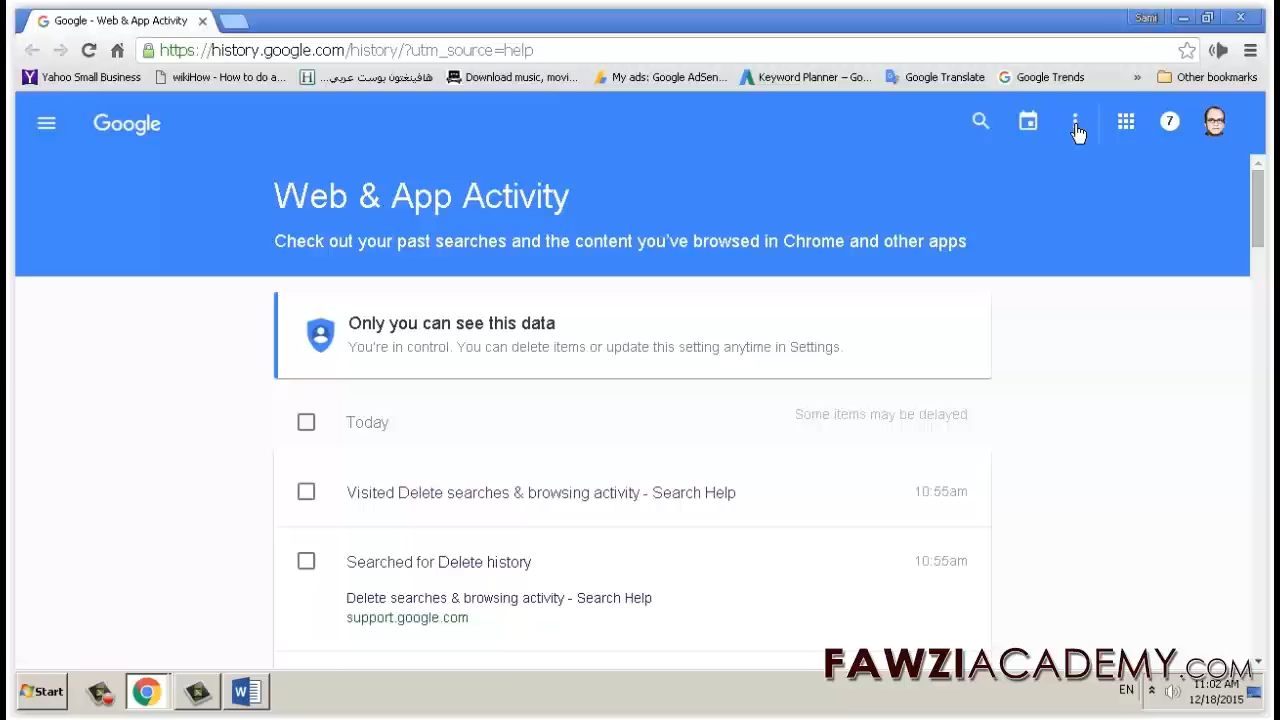 Google - Web & App Activity
Sami
https://history.google.com/history/?utm_source=help
Yahoo Small Business
wikiHow - How to do a...
هافينغتون بوست عربي...
Download music, movi...
My ads: Google AdSen...
Keyword Planner – Go...
Google Translate
Google Trends
»
Other bookmarks
Google
Web & App Activity
Check out your past searches and the content you've browsed in Chrome and other apps
Only you can see this data
You're in control. You can delete items or update this setting anytime in Settings.
Today
Some items may be delayed
Visited Delete searches & browsing activity - Search Help
10:55am
Searched for Delete history
10:55am
Delete searches & browsing activity - Search Help
support.google.com
FAWZIACADEMY.COM
Start
EN
11:02 AM
12/18/2015